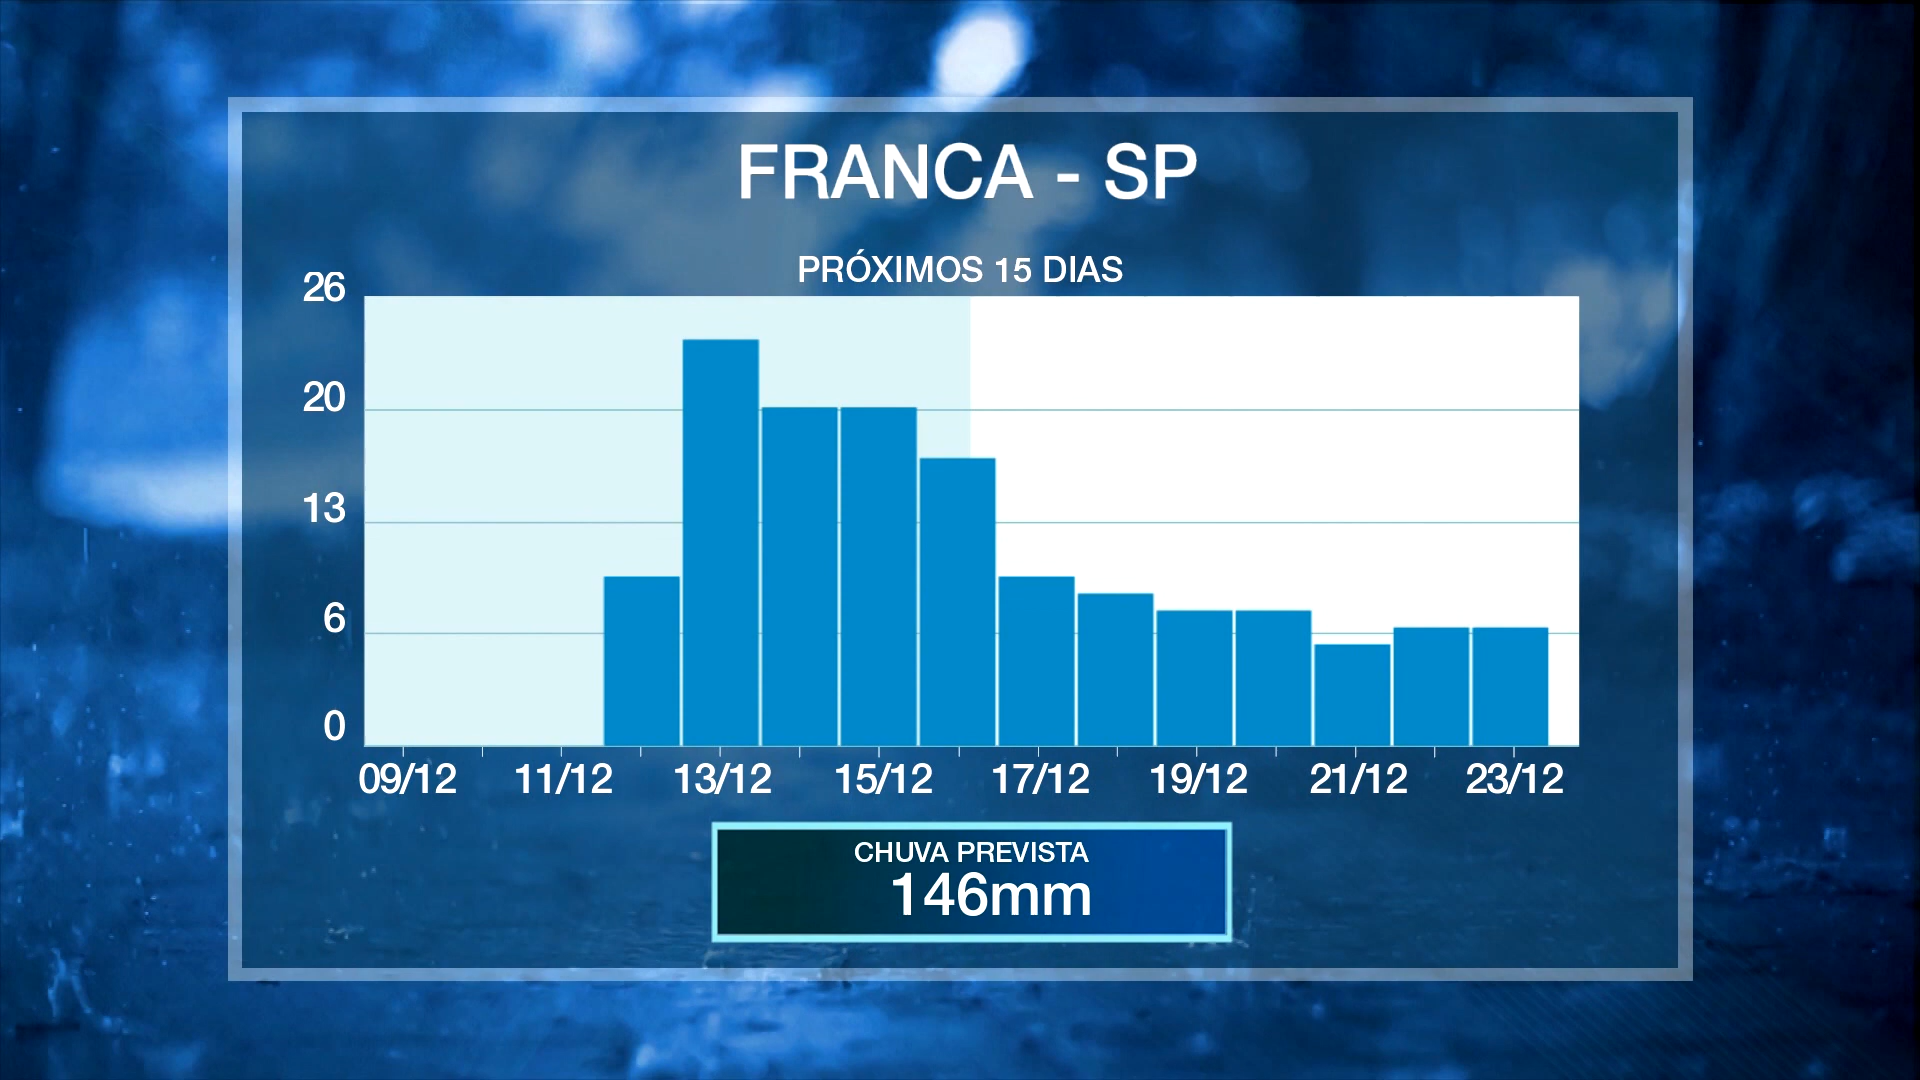 FRANCA - SP
PRÓXIMOS 15 DIAS
26
20
13
6
0
09/12 11/12 13/12 15/12 17/12 19/12 21/12 23/12
CHUVA PREVISTA
146mm